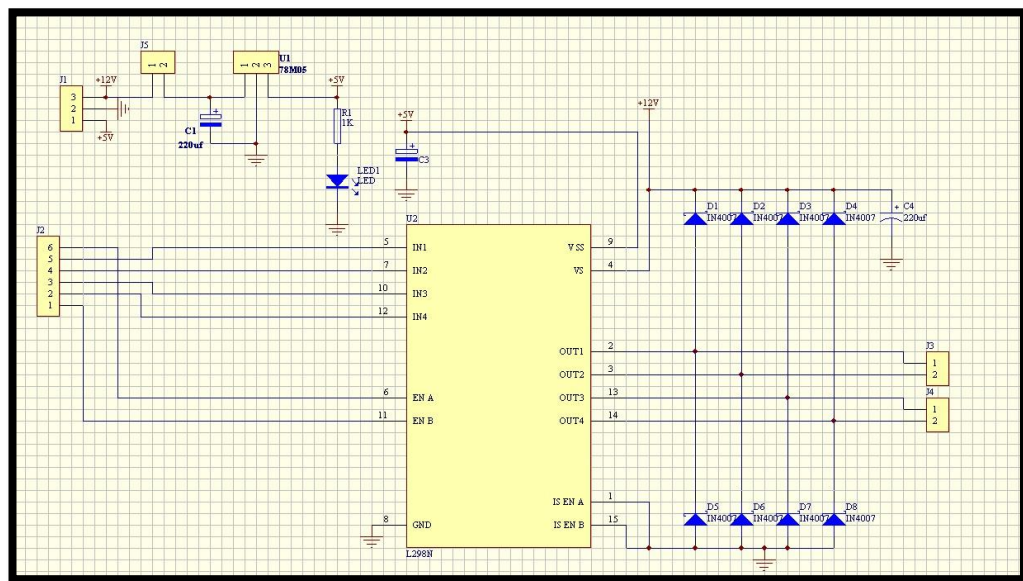 J5
1 2
U1
1 2 3
78M05
J1
+12V
3
2
1
+5V
+
C1
220uf
+5V
R1
1K
LED1
LED
+5V
+
C3
+12V
D1
IN4007
D2
IN4007
D3
IN4007
D4
IN4007
+
C4
220uf
U2
J2
6
5
4
3
2
1
5 IN1
7 IN2
10 IN3
12 IN4
6 EN A
11 EN B
8 GND
VSS 9
VS 4
OUT1 2
OUT2 3
OUT3 13
OUT4 14
IS EN A 1
IS EN B 15
L298N
J3
1
2
J4
1
2
D5
IN4007
D6
IN4007
D7
IN4007
D8
IN4007